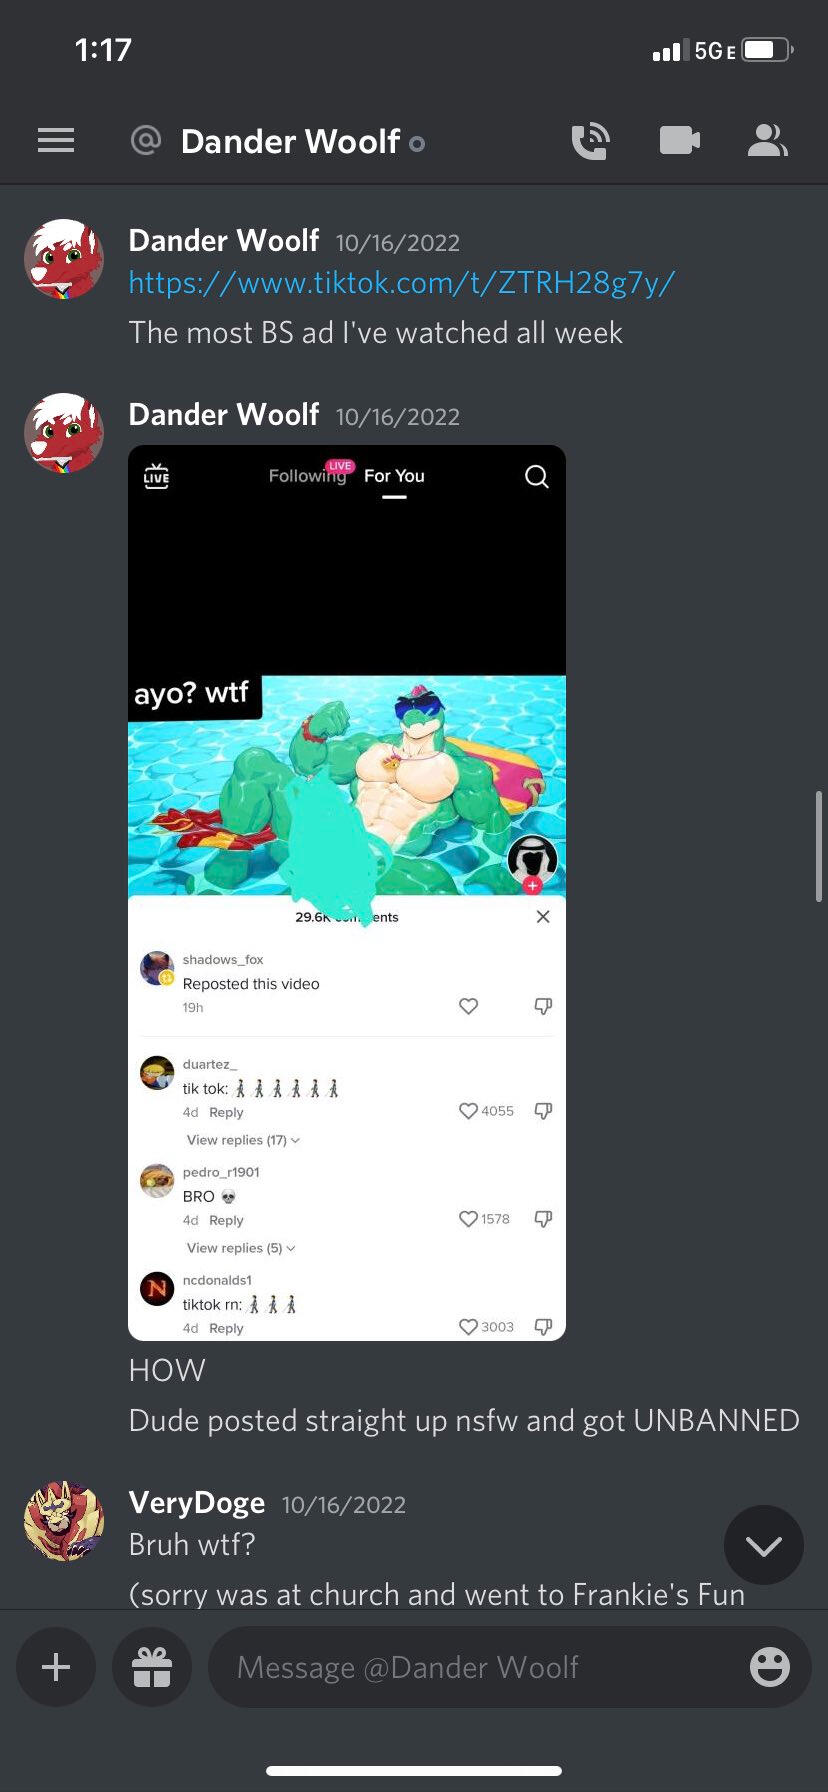 1:17
5G E
@ Dander Woolf
Dander Woolf 10/16/2022
https://www.tiktok.com/t/ZTRH28g7y/
The most BS ad I've watched all week
Dander Woolf 10/16/2022
LIVE
LIVE Following For You
ayo? wtf
29.6K
shadows_fox
Reposted this video
19h
duartez_
tik tok: 👨‍🦯👨‍🦯👨‍🦯👨‍🦯👨‍🦯👨‍🦯
4d Reply 4055
View replies (17)
pedro_r1901
BRO 💀
4d Reply 1578
View replies (5)
N
ncdonalds1
tiktok rn: 👨‍🦯👨‍🦯👨‍🦯
4d Reply 3003
HOW
Dude posted straight up nsfw and got UNBANNED
VeryDoge 10/16/2022
Bruh wtf?
(sorry was at church and went to Frankie's Fun
Message @Dander Woolf